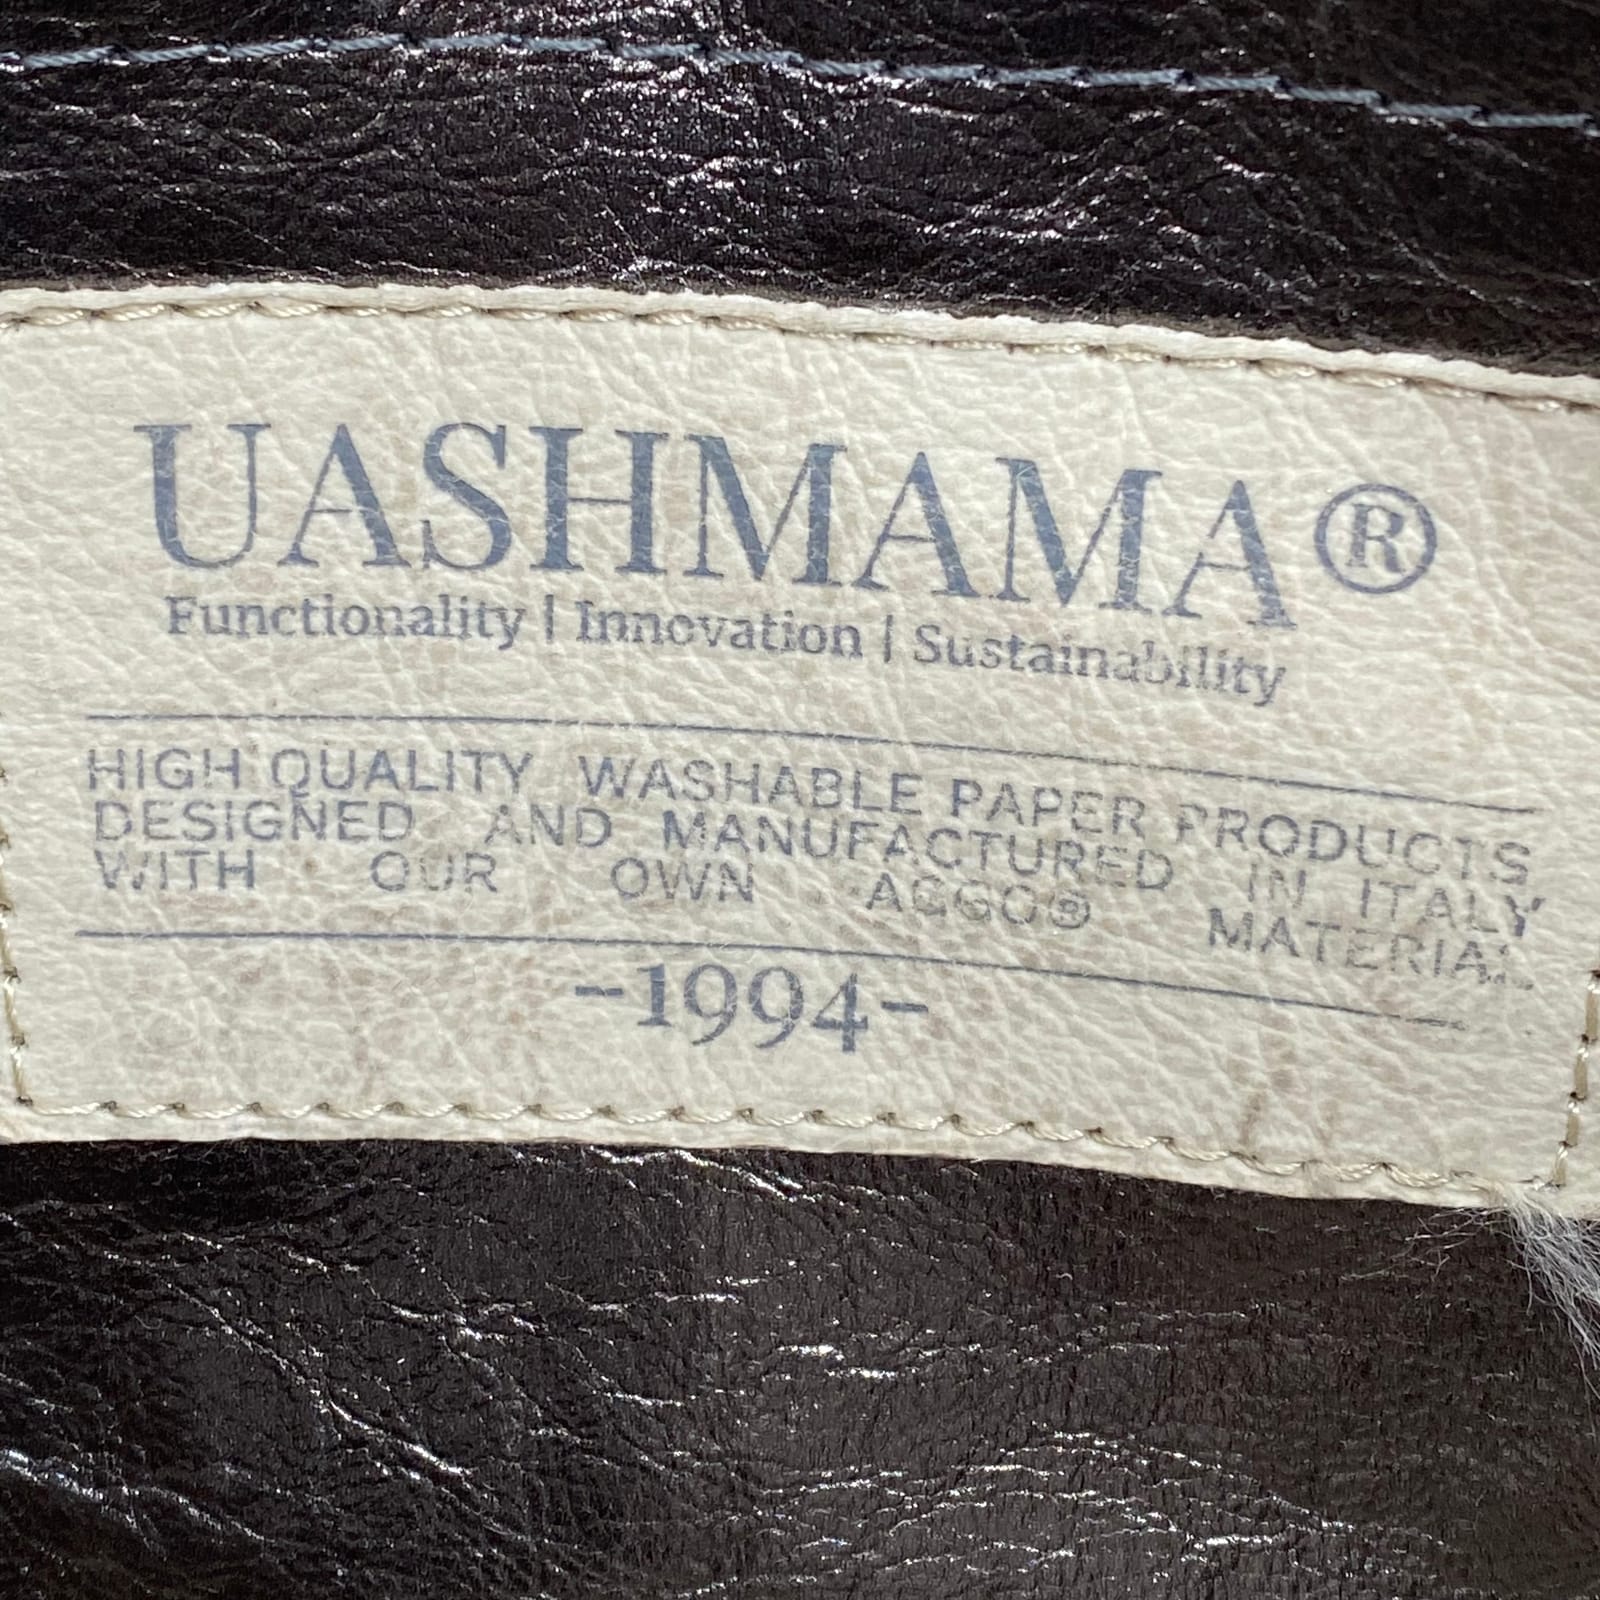 UASHMAMA®
Functionality | Innovation | Sustainability
HIGH QUALITY WASHABLE PAPER PRODUCTS
DESIGNED AND MANUFACTURED IN ITALY
WITH OUR OWN MATERIAL
-1994-